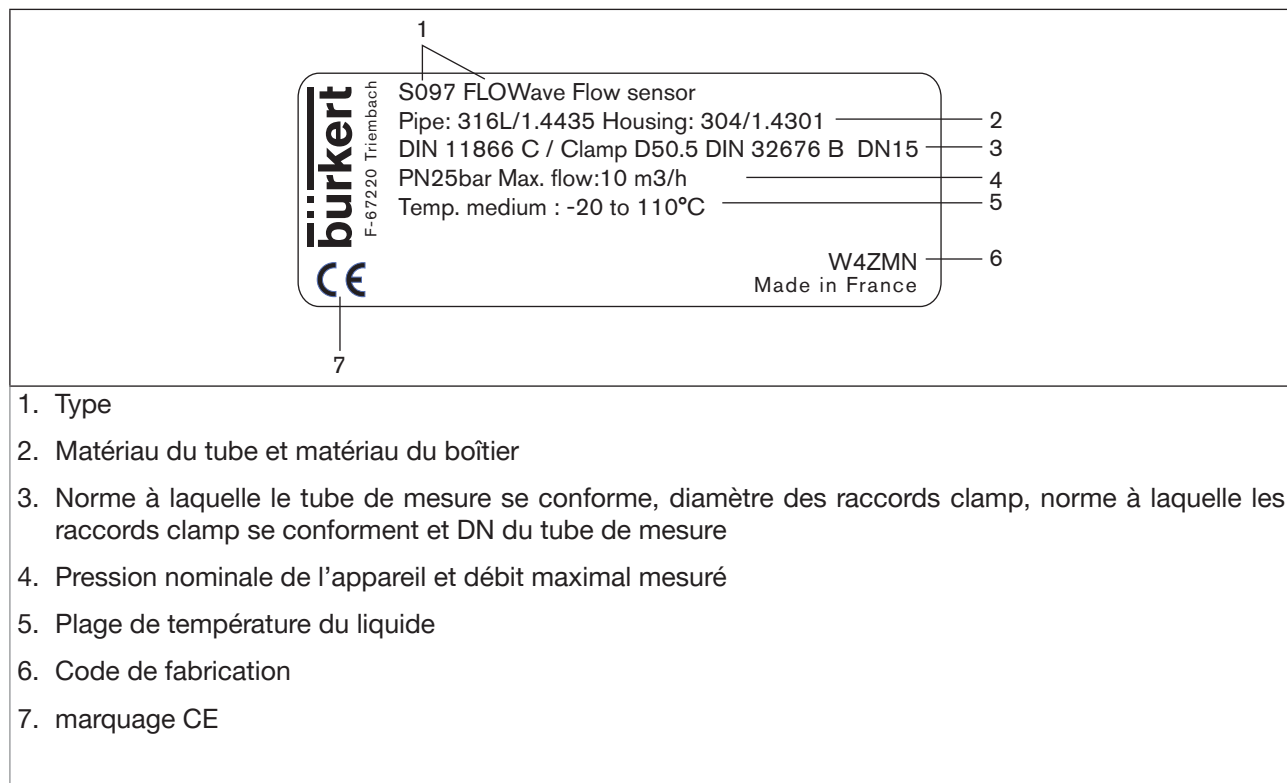 1
bürkert
F-67220 Triembach
S097 FLOWave Flow sensor
Pipe: 316L/1.4435 Housing: 304/1.4301
2
DIN 11866 C / Clamp D50.5 DIN 32676 B DN15
3
PN25bar Max. flow:10 m3/h
4
Temp. medium : -20 to 110°C
5
W4ZMN
6
Made in France
CE
7
1. Type
2. Matériau du tube et matériau du boîtier
3. Norme à laquelle le tube de mesure se conforme, diamètre des raccords clamp, norme à laquelle les
raccords clamp se conforment et DN du tube de mesure
4. Pression nominale de l'appareil et débit maximal mesuré
5. Plage de température du liquide
6. Code de fabrication
7. marquage CE